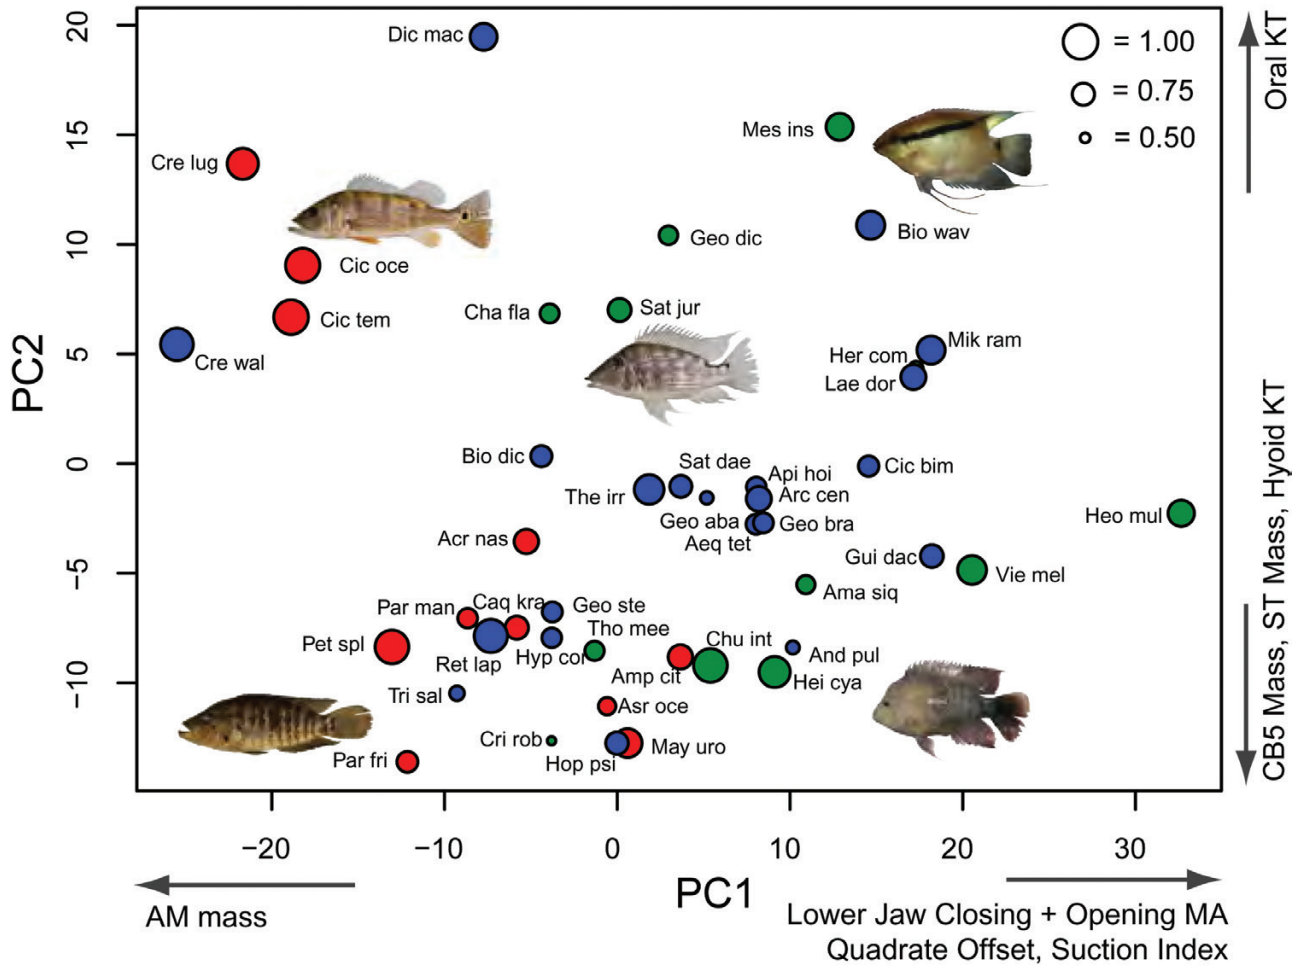 20
15
10
5
0
−5
−10
PC2
Dic mac
= 1.00
= 0.75
= 0.50
Oral KT
Mes ins
Cre lug
Geo dic
Bio wav
Cic oce
Cha fla
Sat jur
Cic tem
Mik ram
Her com
Cre wal
Lae dor
Bio dic
Sat dae
Cic bim
Api hoi
The irr
Arc cen
Heo mul
Geo aba
Geo bra
Aeq tet
Acr nas
Gui dac
Vie mel
Ama siq
Par man
Caq kra
Geo ste
Tho mee
Pet spl
Chu int
Ret lap
Hyp cor
And pul
Amp cit
Hei cya
Tri sal
Asr oce
Cri rob
May uro
Par fri
Hop psi
CB5 Mass, ST Mass, Hyoid KT
−20
−10
0
10
20
30
PC1
AM mass
Lower Jaw Closing + Opening MA
Quadrate Offset, Suction Index